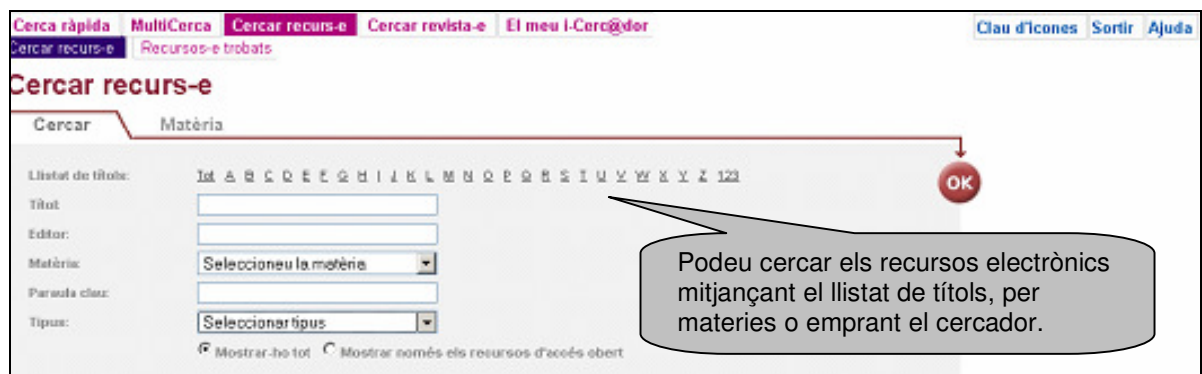 Cerca ràpida MultiCerca Cercar recurs-e Cercar revista-e El meu i-Cerc@dor Clau d'icones Sortir Ajuda
Cercar recurs-e Recursos-e trobats
Cercar recurs-e
Cercar Matèria
Llistat de títols: Tot A B C D E F G H I J K L M N O P Q R S T U V W X Y Z 123
OK
Títol:
Editor:
Matèria: Seleccioneu la matèria
Paraula clau:
Tipus: Seleccionar tipus
Mostrar-ho tot Mostrar només els recursos d'accés obert
Podeu cercar els recursos electrònics
mitjançant el llistat de títols, per
materies o emprant el cercador.